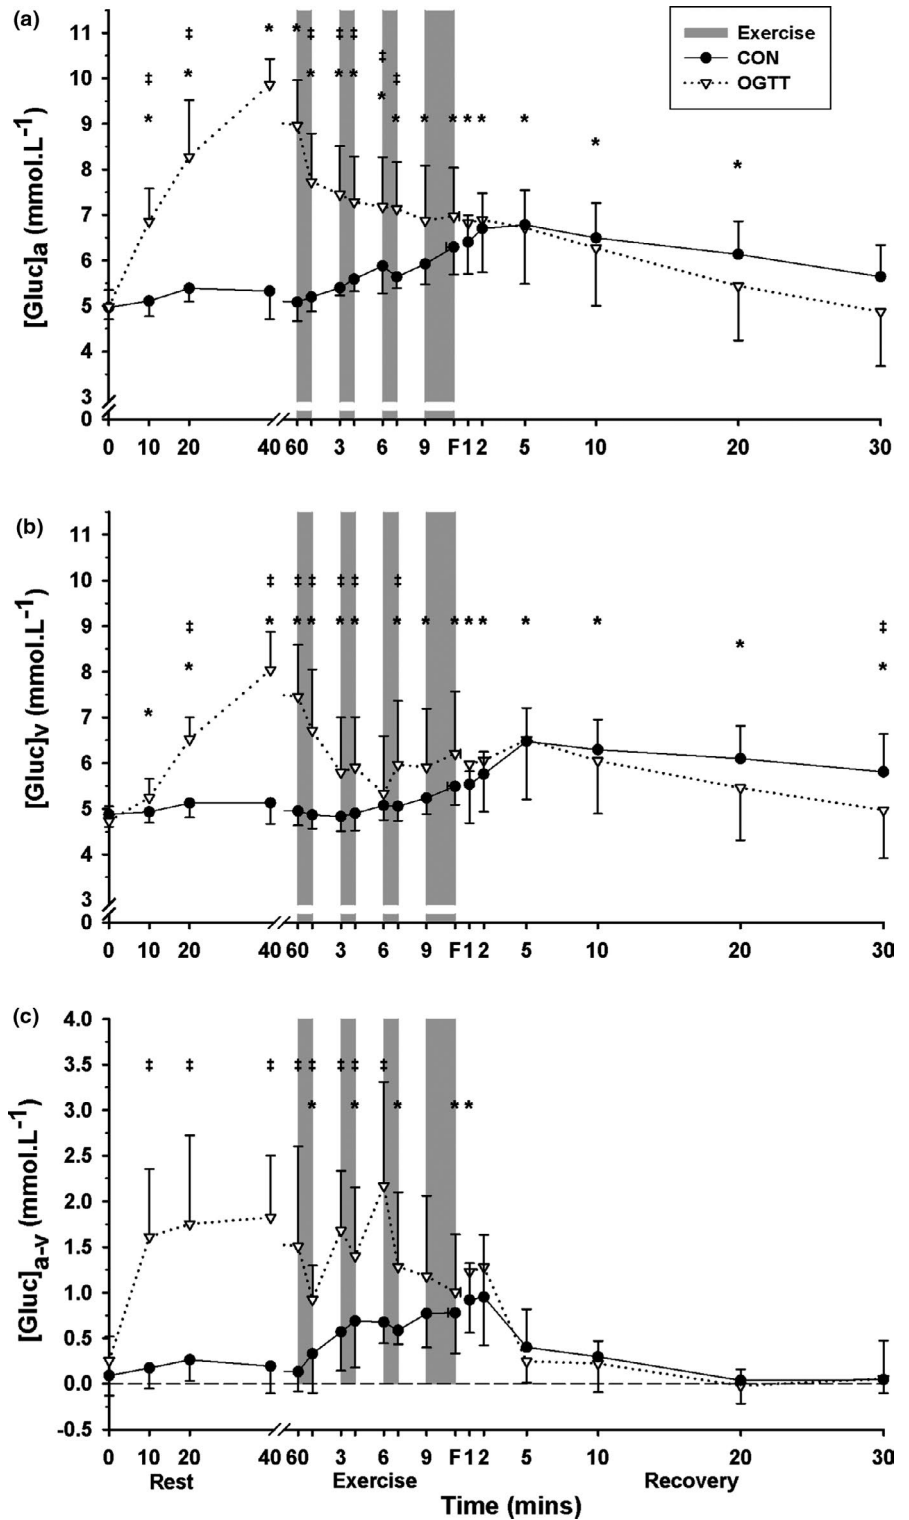 (a)
Exercise
CON
OGTT
[Gluc]a (mmol.L-1)
11
10
9
8
7
6
5
4
3
0
‡ ‡ * * ‡ ‡ ‡ ‡ ‡
* * * * * * * * * * * * * * *
0 10 20 40 60 3 6 9 F 1 2 5 10 20 30
(b)
[Gluc]v (mmol.L-1)
11
10
9
8
7
6
5
4
3
0
‡ ‡ ‡ ‡ ‡ ‡ ‡ ‡
* * * * * * * * * * * * * * * *
0 10 20 40 60 3 6 9 F 1 2 5 10 20 30
(c)
[Gluc]a-v (mmol.L-1)
4.0
3.5
3.0
2.5
2.0
1.5
1.0
0.5
0.0
-0.5
‡ ‡ ‡ ‡ ‡ ‡ ‡ ‡
* * * * *
0 10 20 40 60 3 6 9 F 1 2 5 10 20 30
Rest Exercise Recovery
Time (mins)